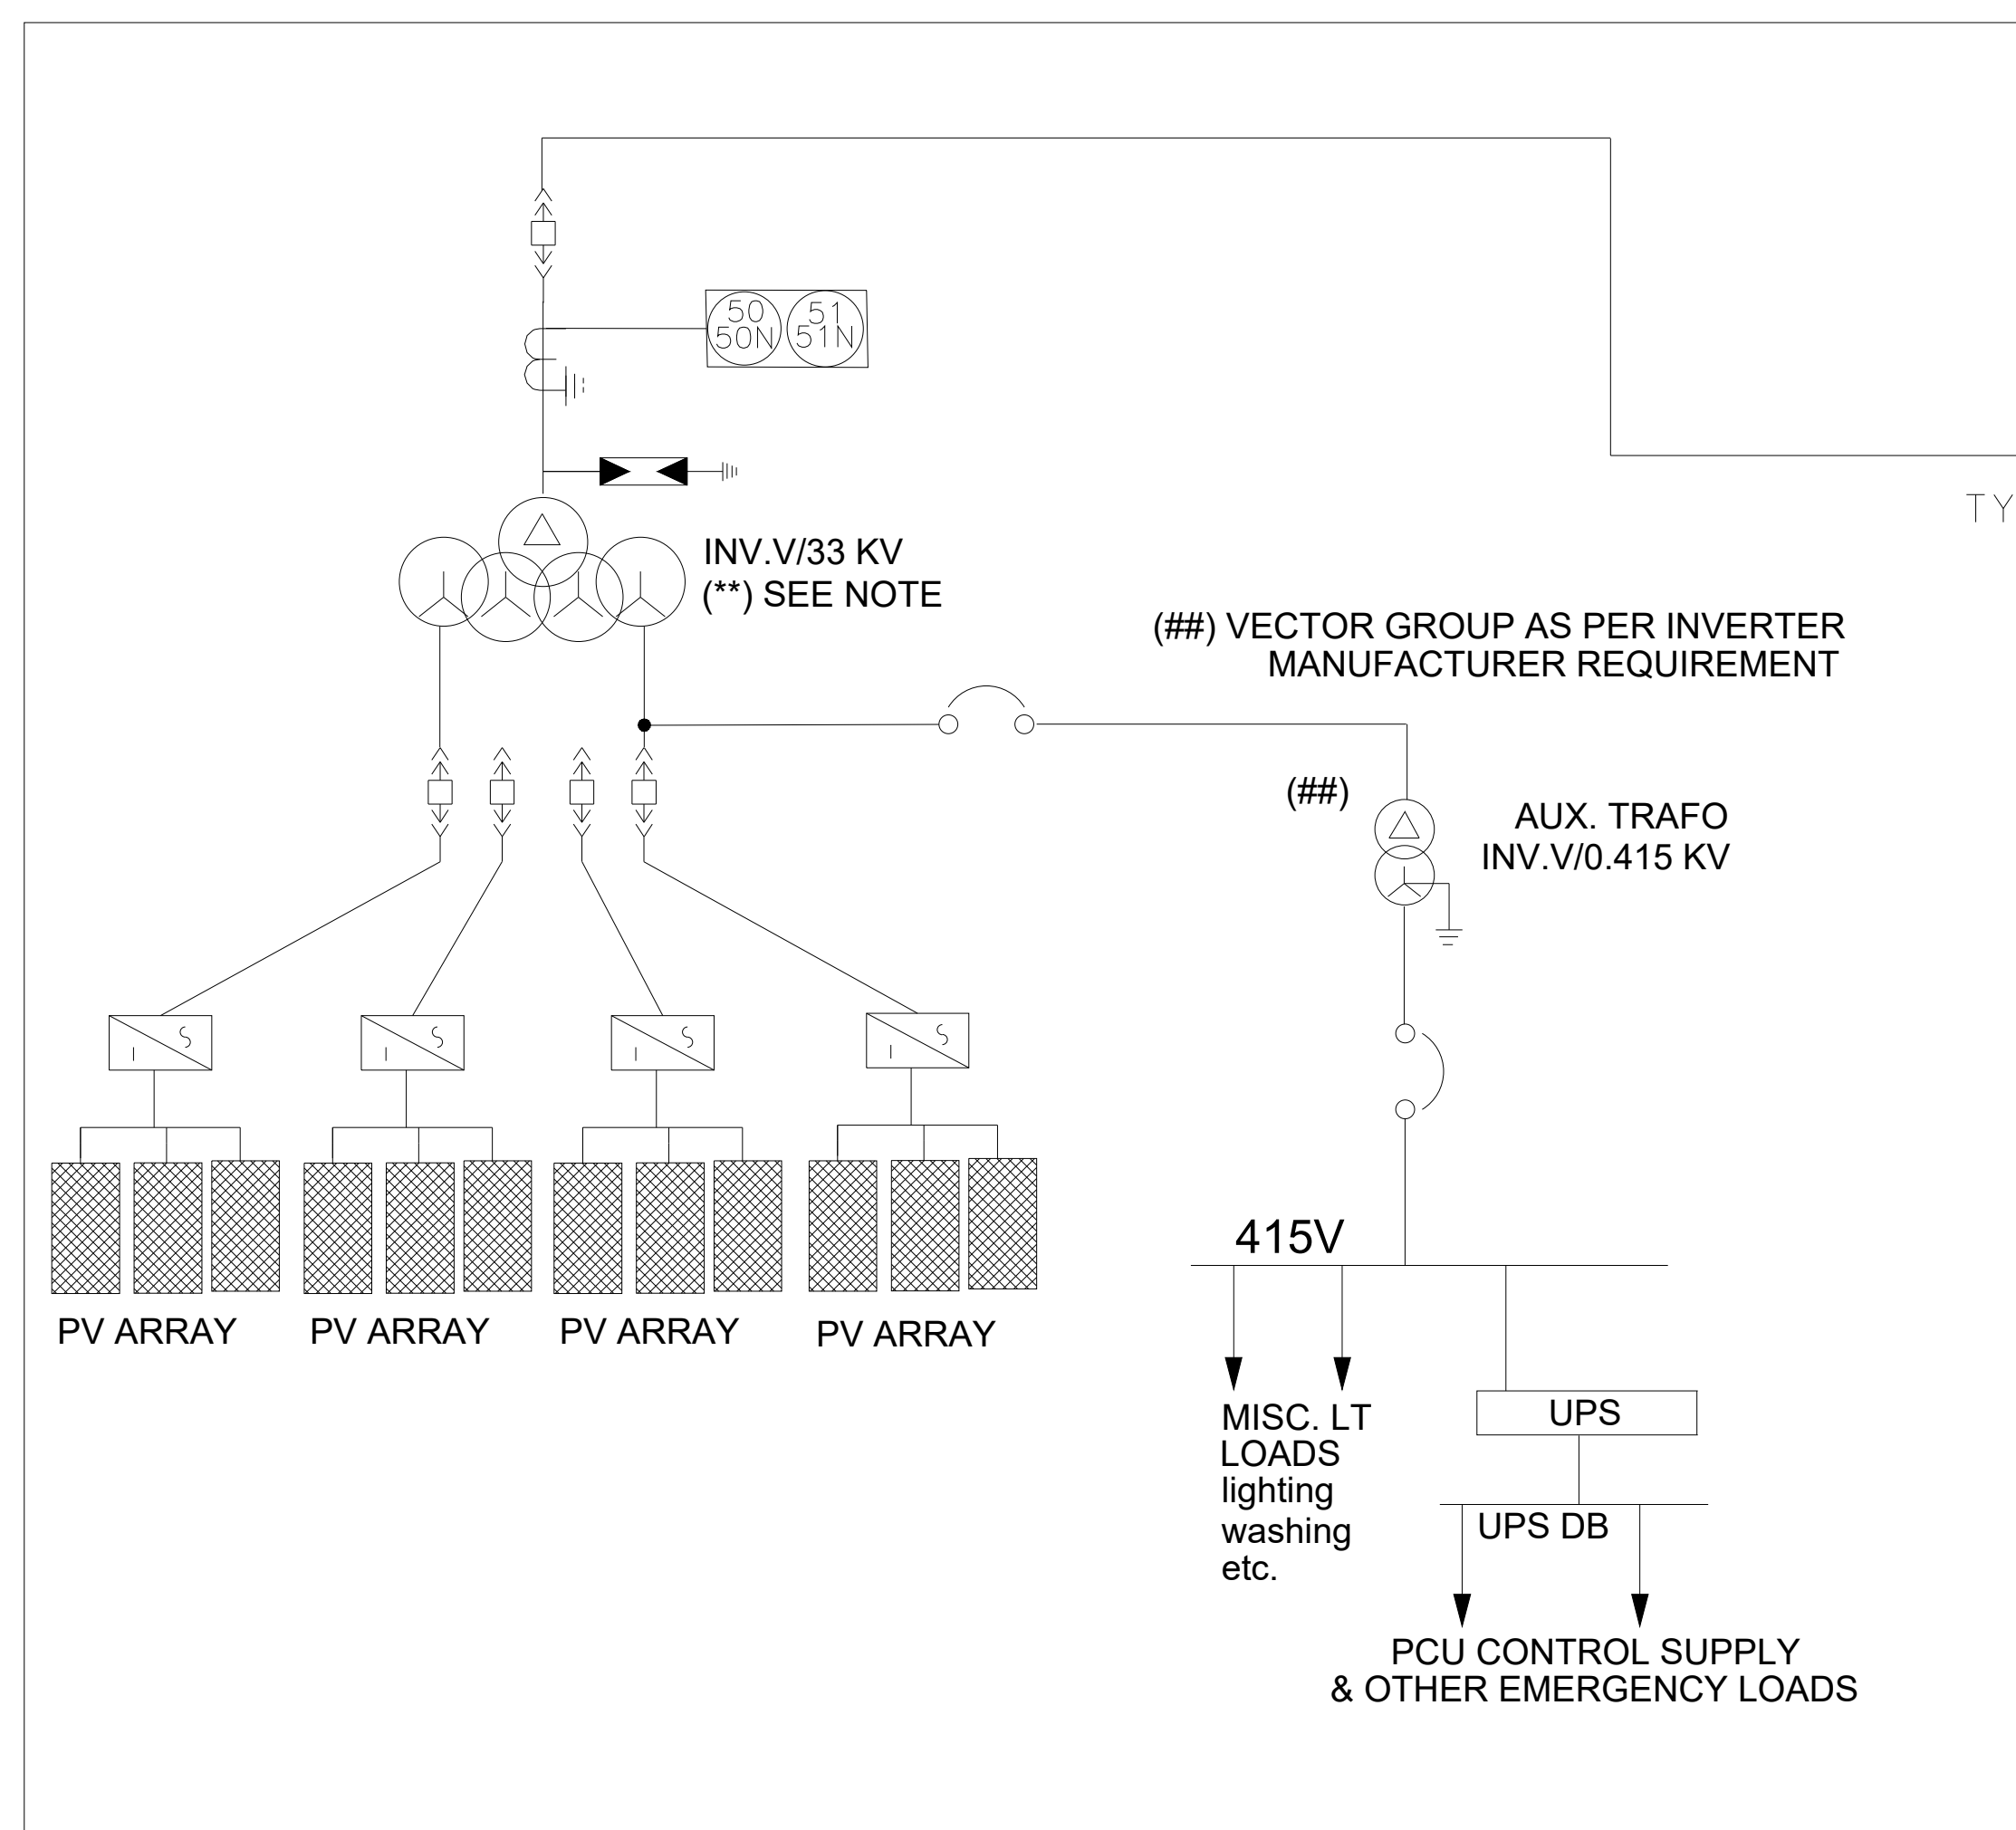 50
50N
51
51N
INV.V/33 KV
(**) SEE NOTE
TY
(##) VECTOR GROUP AS PER INVERTER
MANUFACTURER REQUIREMENT
(##)
AUX. TRAFO
INV.V/0.415 KV
S
I
S
I
S
I
S
I
PV ARRAY
PV ARRAY
PV ARRAY
PV ARRAY
415V
MISC. LT
LOADS
lighting
washing
etc.
UPS
UPS DB
PCU CONTROL SUPPLY
& OTHER EMERGENCY LOADS